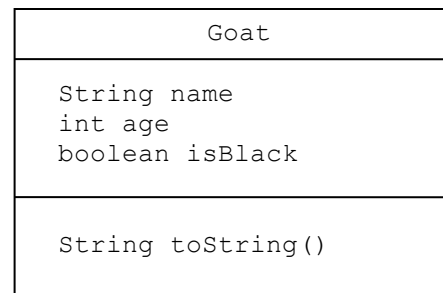 Goat
String name
int age
boolean isBlack
String toString()